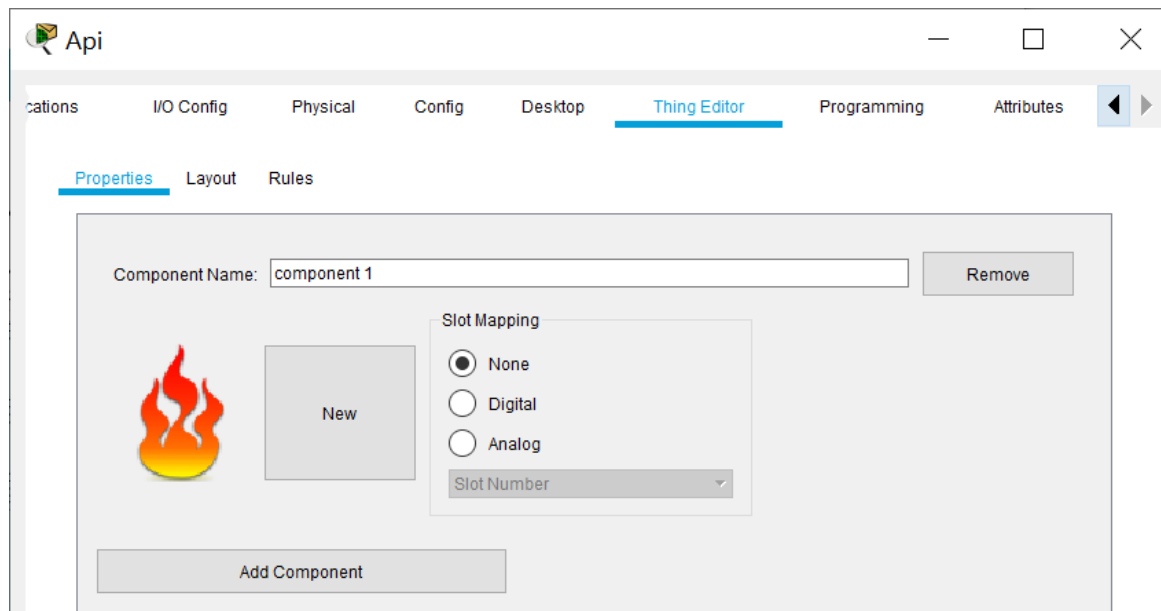 Api
cations I/O Config Physical Config Desktop Thing Editor Programming Attributes
Properties Layout Rules
Component Name: component 1 Remove
Slot Mapping
None
New
Digital
Analog
Slot Number
Add Component